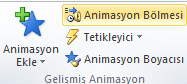 Animasyon Bölmesi
Animasyon Ekle
Tetikleyici
Animasyon Boyacısı
Gelişmiş Animasyon